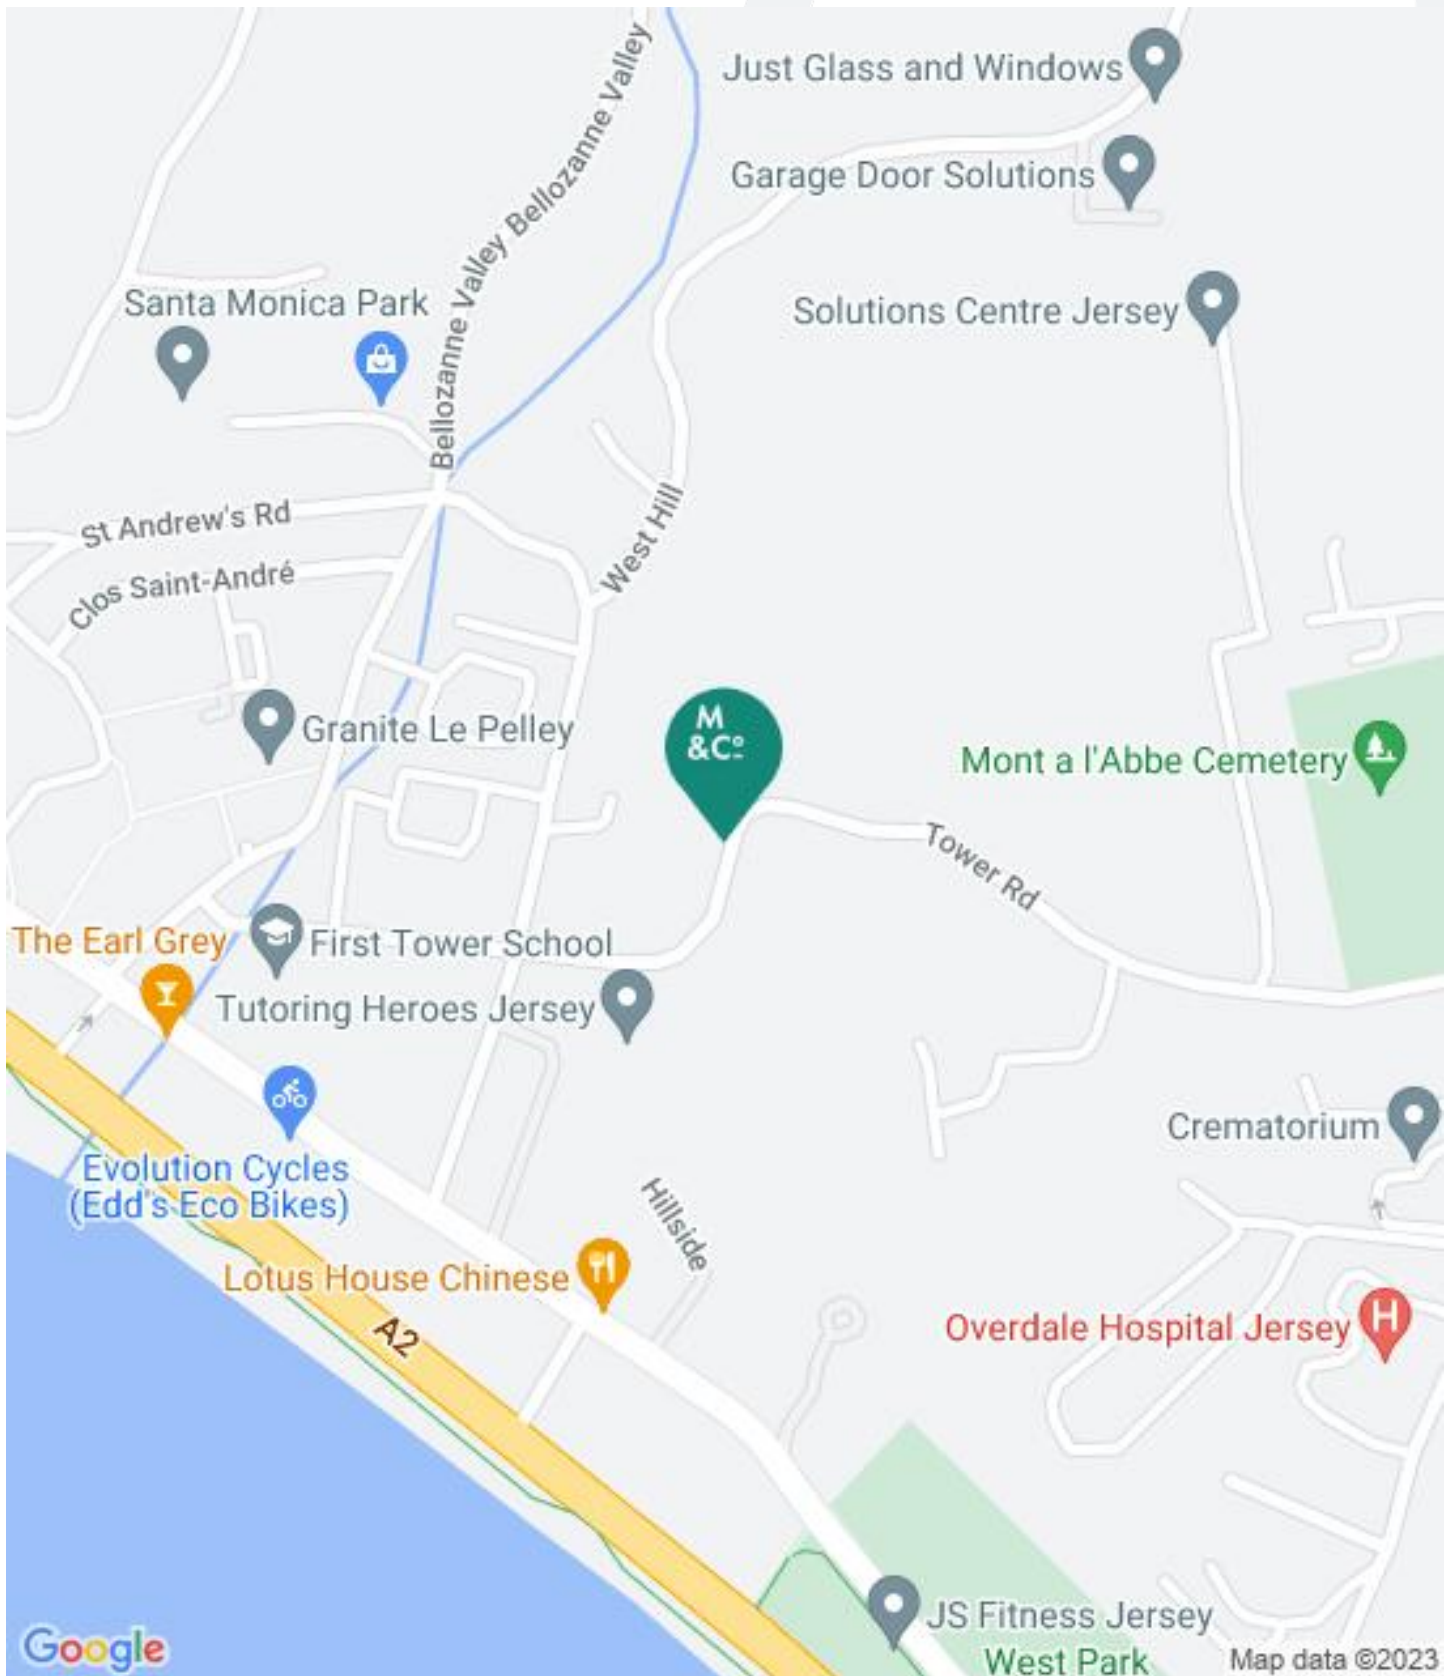 Just Glass and Windows
Bellozanne Valley
Bellozanne Valley
Garage Door Solutions
Santa Monica Park
Solutions Centre Jersey
St Andrew's Rd
West Hill
Clos Saint-André
M
&Cº
Granite Le Pelley
Mont a l'Abbe Cemetery
Tower Rd
The Earl Grey
First Tower School
Tutoring Heroes Jersey
Crematorium
Evolution Cycles
(Edd's Eco Bikes)
Hillside
Lotus House Chinese
A2
Overdale Hospital Jersey
H
JS Fitness Jersey
West Park
Google
Map data ©2023